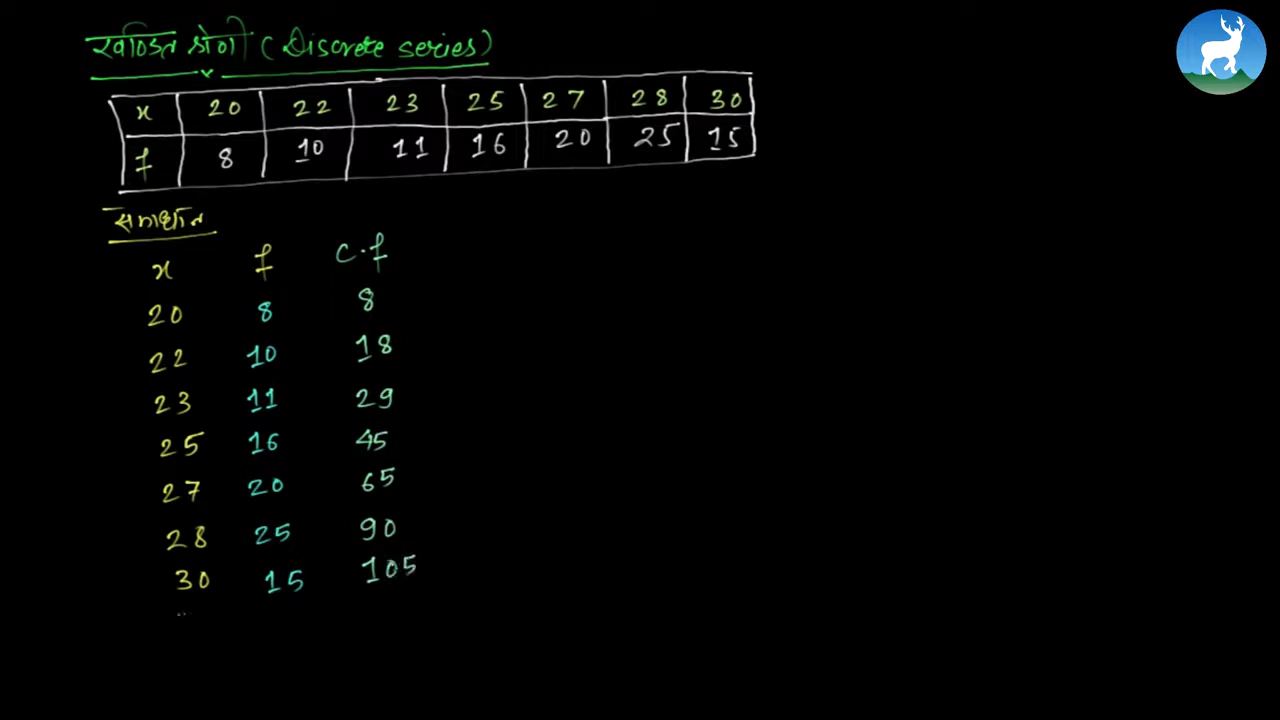 खण्डित श्रेणी (Discrete series)
x 20 22 23 25 27 28 30
f 8 10 11 16 20 25 15
समाधान
x f c.f
20 8 8
22 10 18
23 11 29
25 16 45
27 20 65
28 25 90
30 15 105